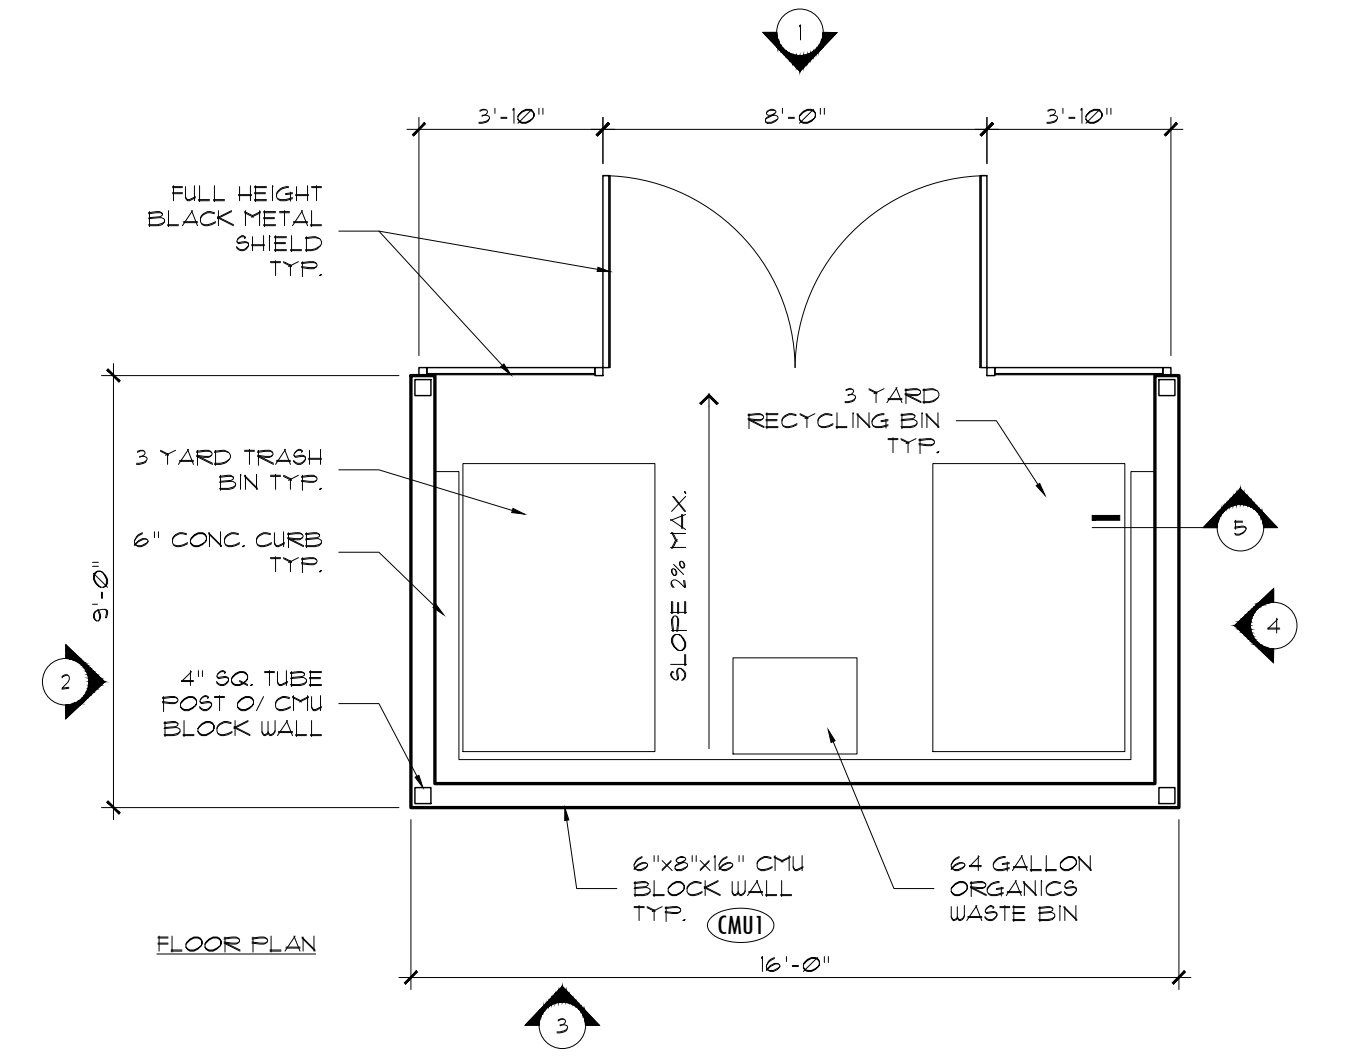 1
3'-10"
8'-0"
3'-10"
FULL HEIGHT
BLACK METAL
SHIELD
TYP.
3 YARD
RECYCLING BIN
TYP.
3 YARD TRASH
BIN TYP.
SLOPE 2% MAX.
5
6" CONC. CURB
TYP.
9'-0"
4
2
4" SQ. TUBE
POST O/ CMU
BLOCK WALL
6"x8"x16" CMU
BLOCK WALL
TYP.
CMU1
64 GALLON
ORGANICS
WASTE BIN
FLOOR PLAN
16'-0"
3